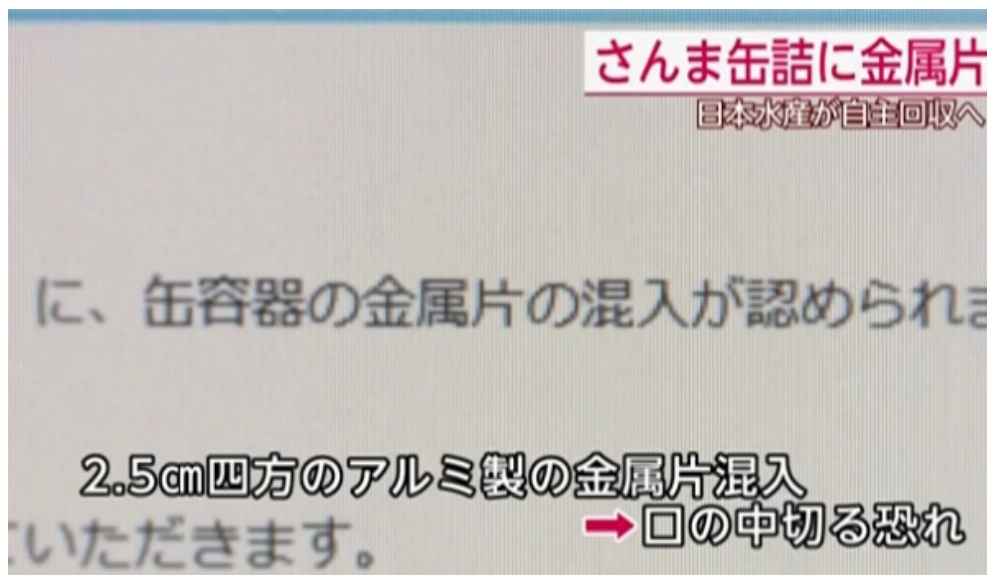 さんま缶詰に金属片
日本水産が自主回収へ
に、缶容器の金属片の混入が認められま
2.5㎝四方のアルミ製の金属片混入
➡口の中切る恐れ
ていただきます。